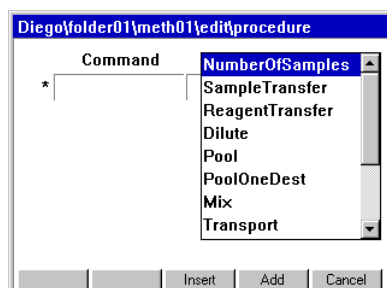 Diego\folder01\meth01\edit\procedure
Command
*
NumberOfSamples
SampleTransfer
ReagentTransfer
Dilute
Pool
PoolOneDest
Mix
Transport
Insert Add Cancel